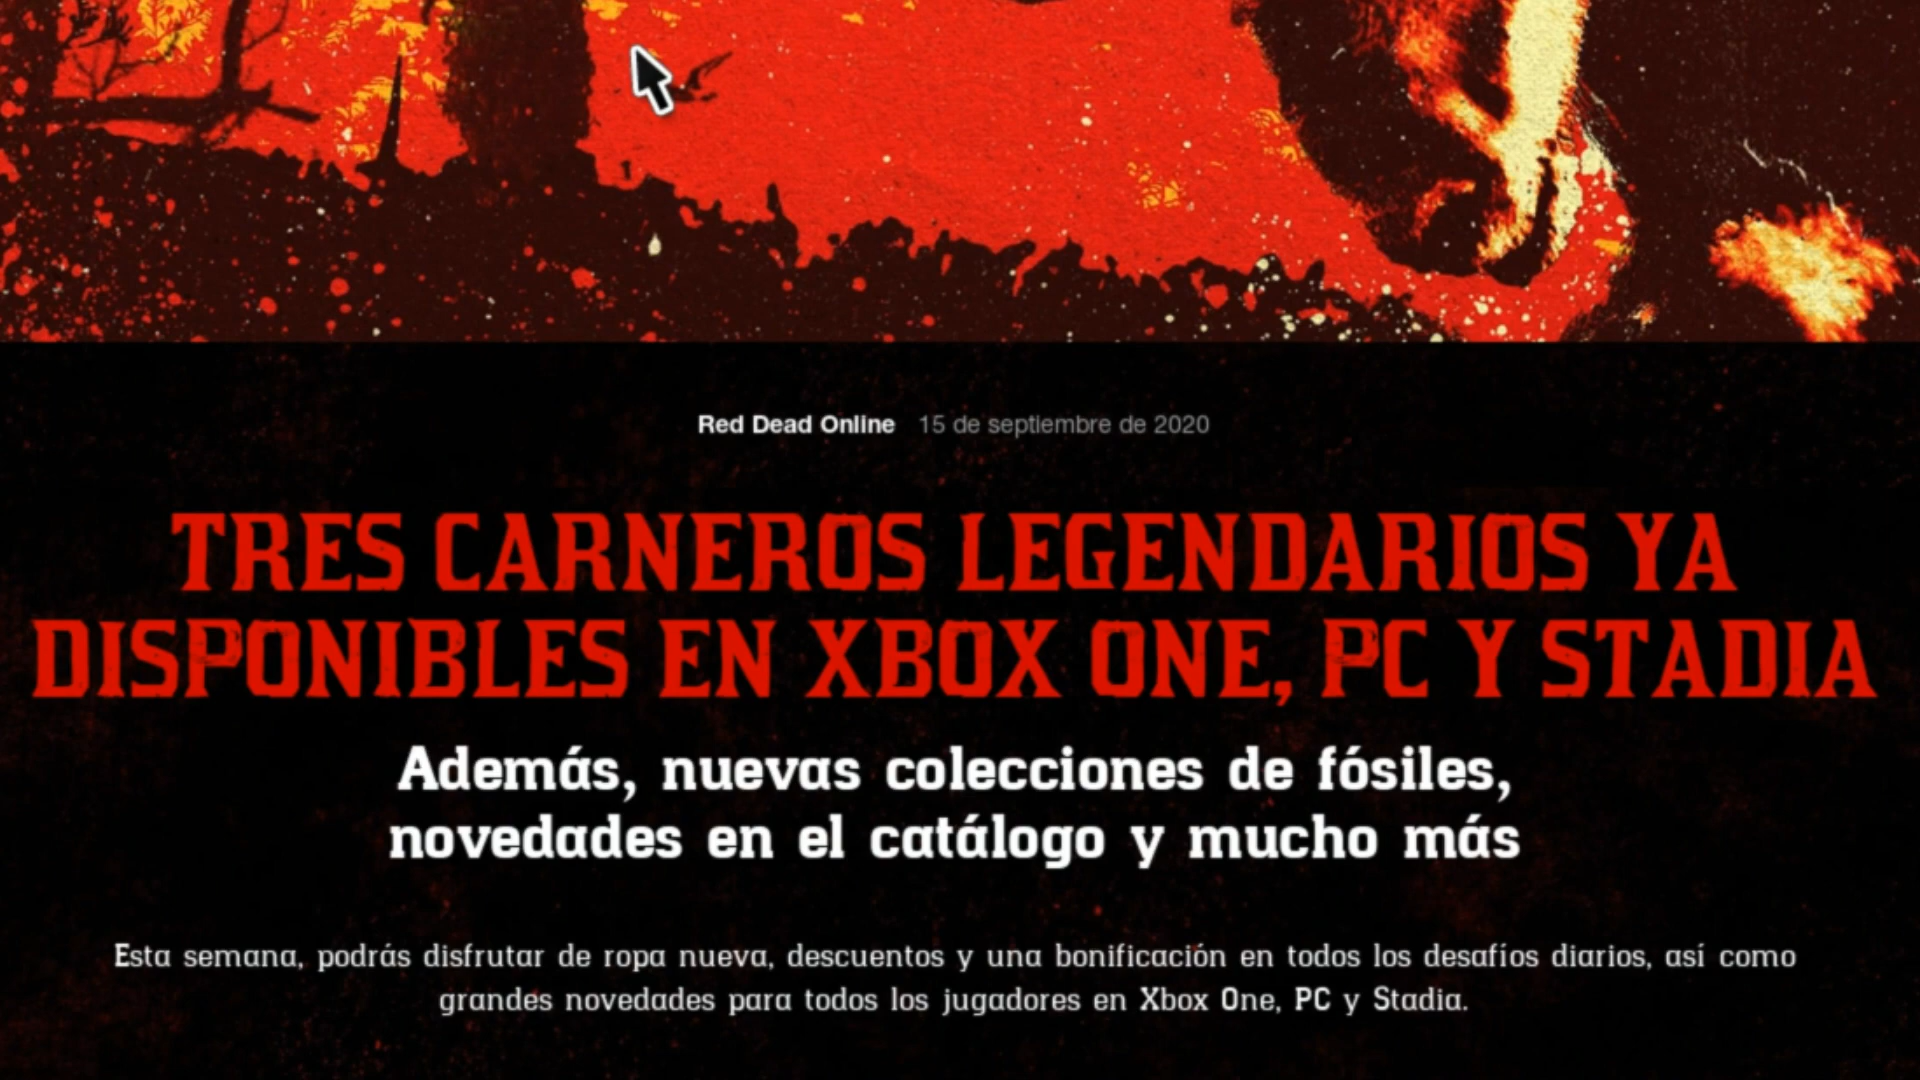 Red Dead Online 15 de septiembre de 2020
TRES CARNEROS LEGENDARIOS YA
DISPONIBLES EN XBOX ONE, PC Y STADIA
Además, nuevas colecciones de fósiles,
novedades en el catálogo y mucho más
Esta semana, podrás disfrutar de ropa nueva, descuentos y una bonificación en todos los desafíos diarios, así como
grandes novedades para todos los jugadores en Xbox One, PC y Stadia.